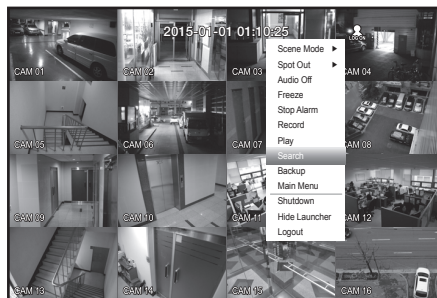 2015-01-01 01:10:25
LOG ON
CAM 01
CAM 02
CAM 03
CAM 04
Scene Mode
Spot Out
Audio Off
Freeze
Stop Alarm
Record
Play
Search
Backup
Main Menu
Shutdown
Hide Launcher
Logout
CAM 05
CAM 06
CAM 07
CAM 08
CAM 09
CAM 10
CAM 11
CAM 12
CAM 13
CAM 14
CAM 15
CAM 16